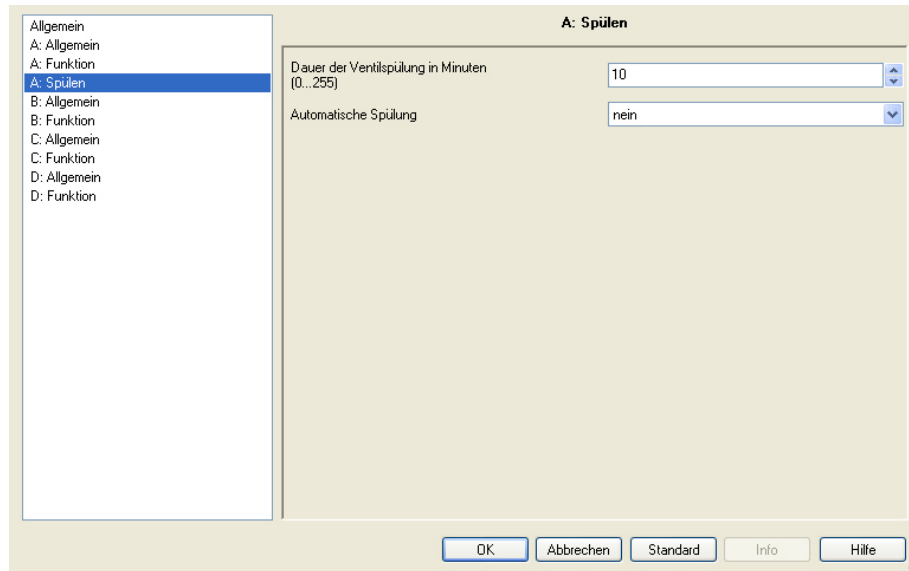 Allgemein
A: Allgemein
A: Funktion
A: Spülen
B: Allgemein
B: Funktion
C: Allgemein
C: Funktion
D: Allgemein
D: Funktion
A: Spülen
Dauer der Ventilspülung in Minuten
(0...255)
10
Automatische Spülung
nein
OK
Abbrechen
Standard
Info
Hilfe